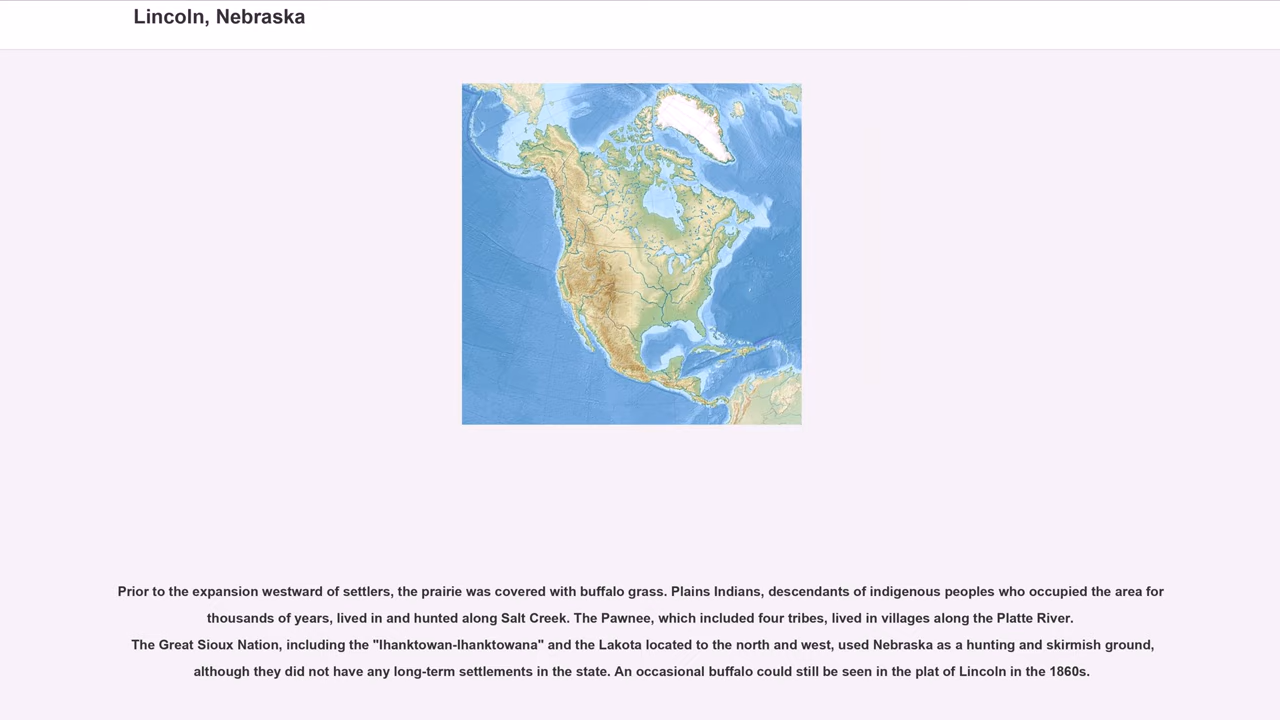 Lincoln, Nebraska
Prior to the expansion westward of settlers, the prairie was covered with buffalo grass. Plains Indians, descendants of indigenous peoples who occupied the area for
thousands of years, lived in and hunted along Salt Creek. The Pawnee, which included four tribes, lived in villages along the Platte River.
The Great Sioux Nation, including the "Ihanktowan-Ihanktowana" and the Lakota located to the north and west, used Nebraska as a hunting and skirmish ground,
although they did not have any long-term settlements in the state. An occasional buffalo could still be seen in the plat of Lincoln in the 1860s.